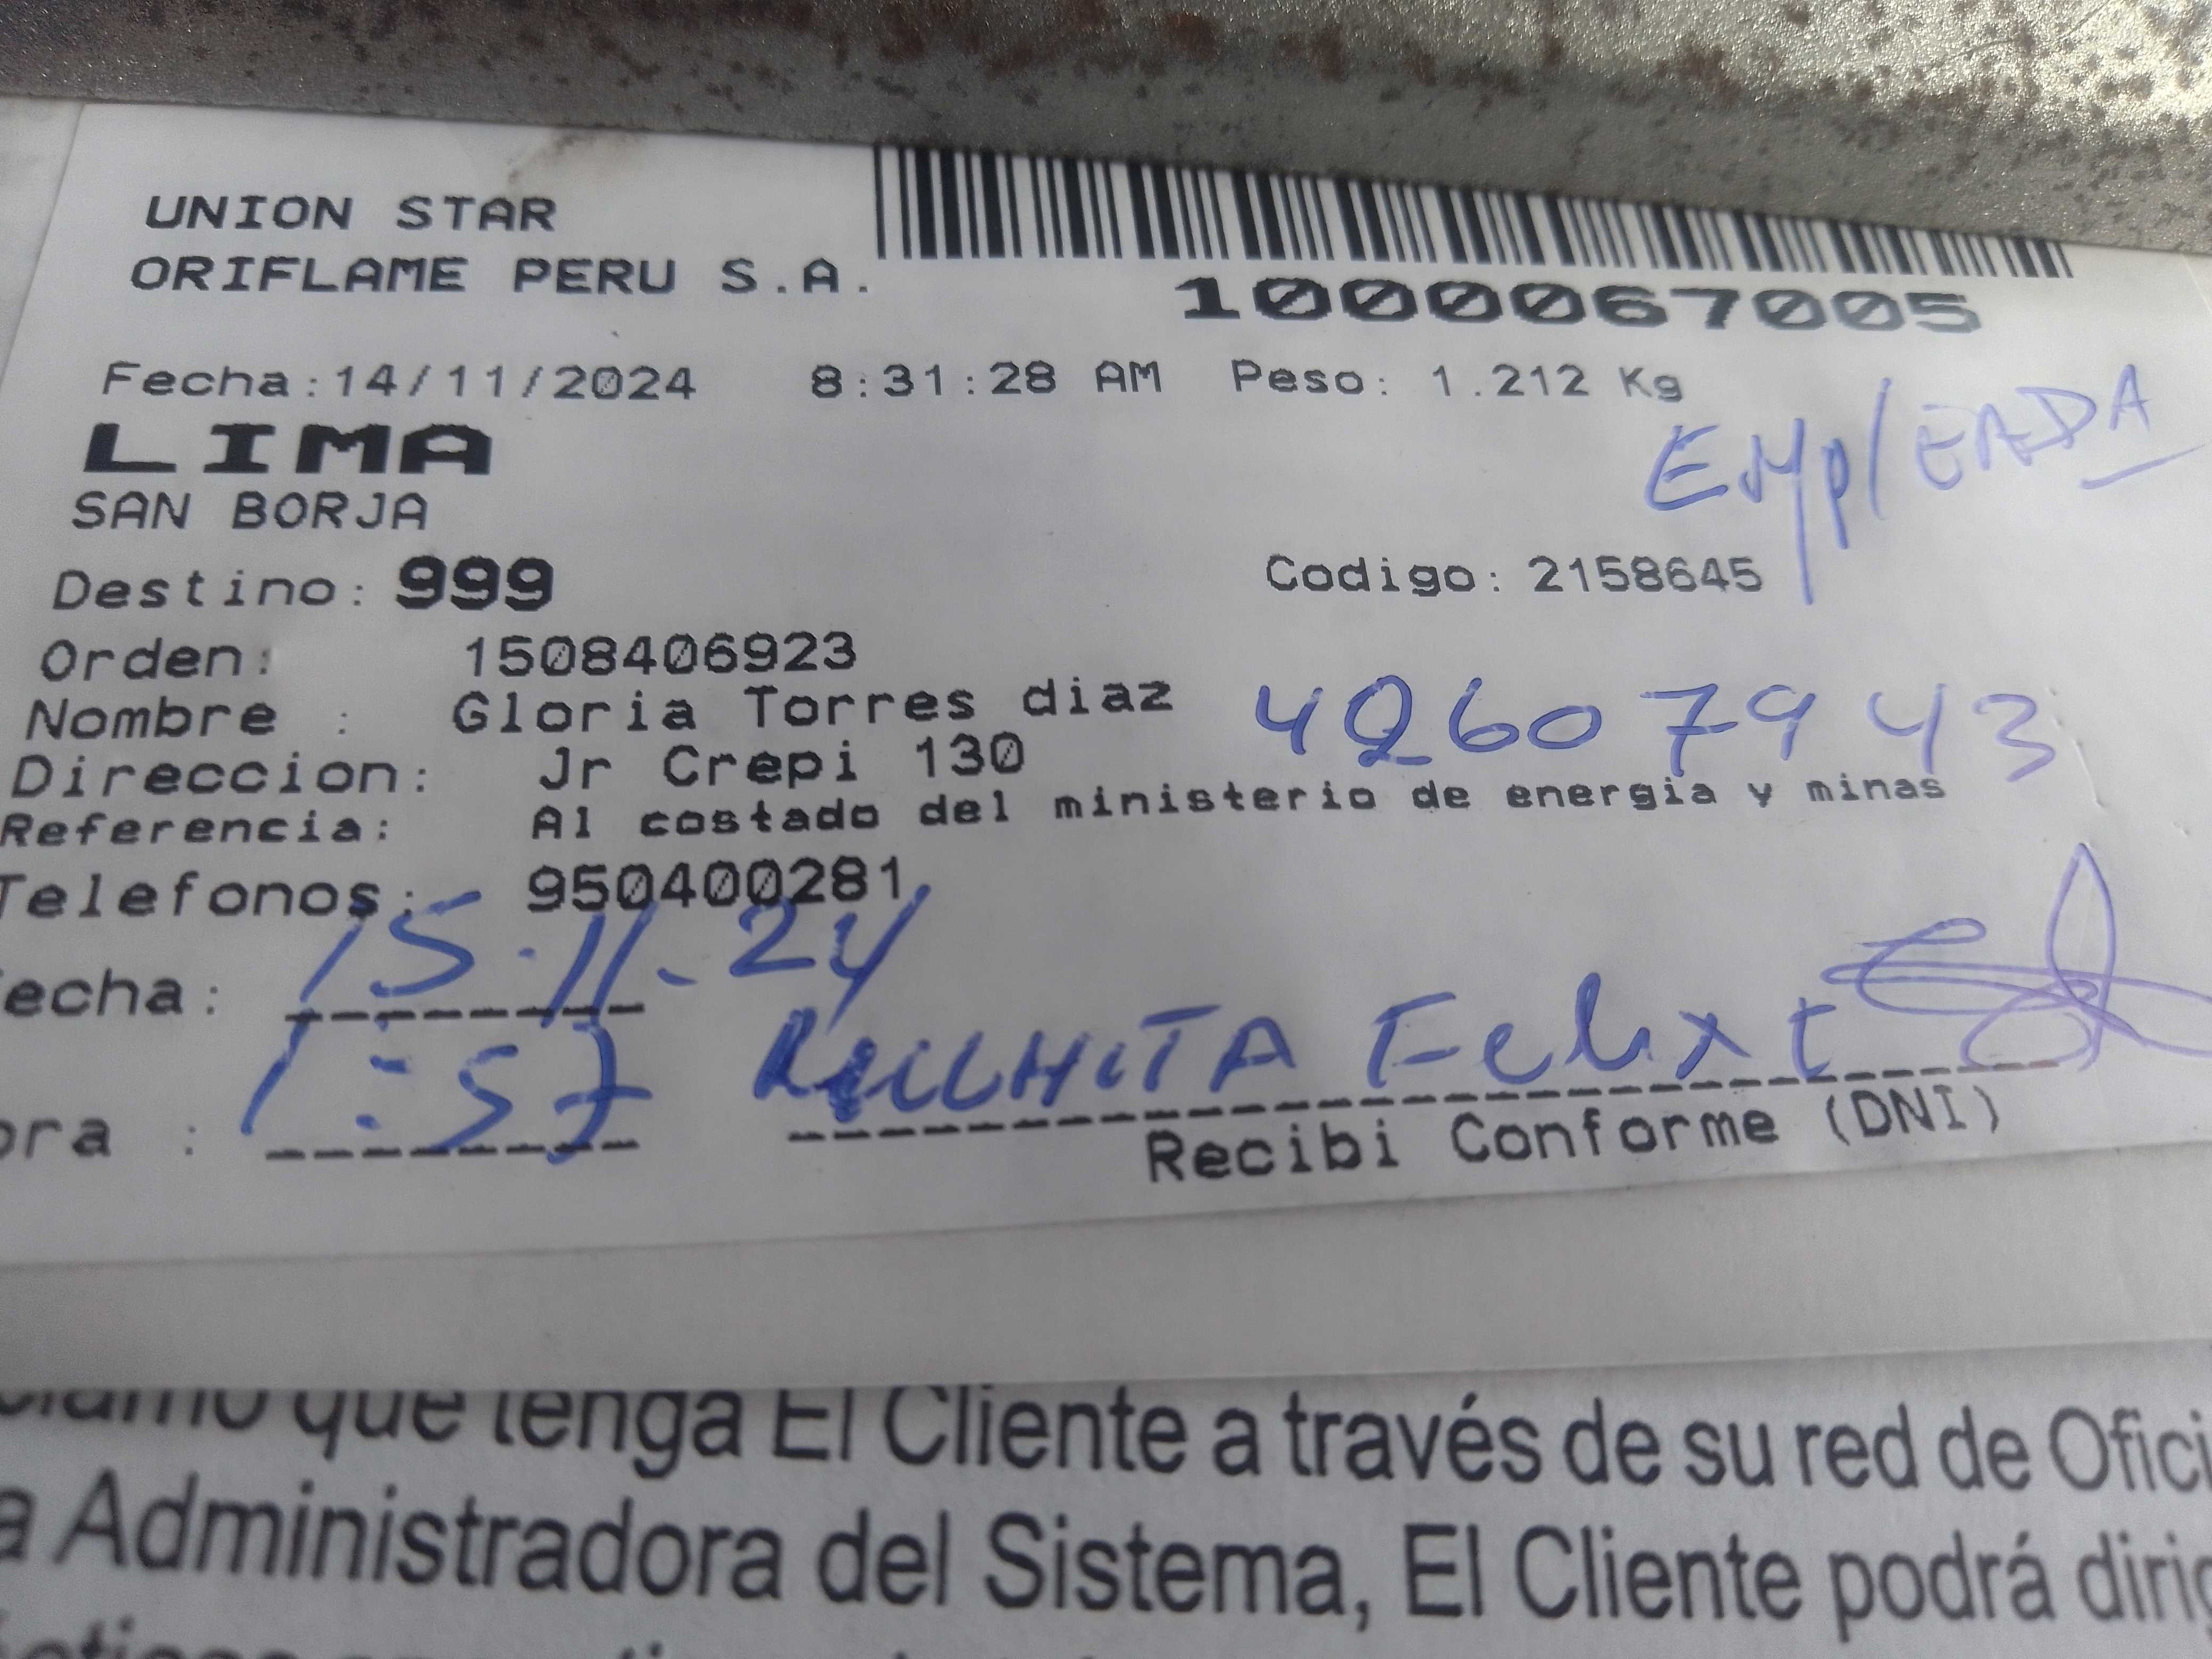 UNION STAR
ORIFLAME PERU S.A.
1000067005
Fecha:14/11/2024 8:31:28 AM Peso: 1.212 Kg
LIMA
EMplEADA
SAN BORJA
Destino: 999 Codigo: 2158645
Orden: 1508406923
Nombre : Gloria Torres diaz 42607943
Direccion: Jr Crepi 130
Referencia: Al costado del ministerio de energia y minas
Telefonos: 950400281
echa: 15.11.24
ora : 1:57 Felix
Recibi Conforme (DNI)
que tenga El Cliente a través de su red de Ofici
a Administradora del Sistema, El Cliente podrá dirig